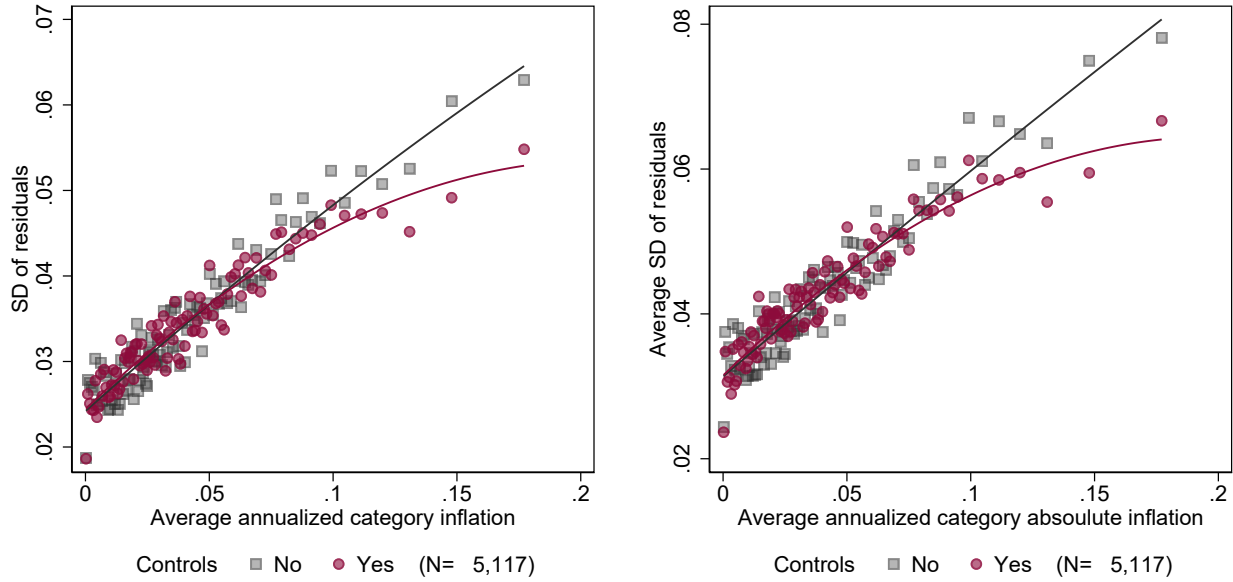 .07
.06
.05
.04
.03
.02
SD of residuals
0 .05 .1 .15 .2
Average annualized category inflation
Controls No Yes (N= 5,117)
.08
.06
.04
.02
Average SD of residuals
0 .05 .1 .15 .2
Average annualized category absoulute inflation
Controls No Yes (N= 5,117)